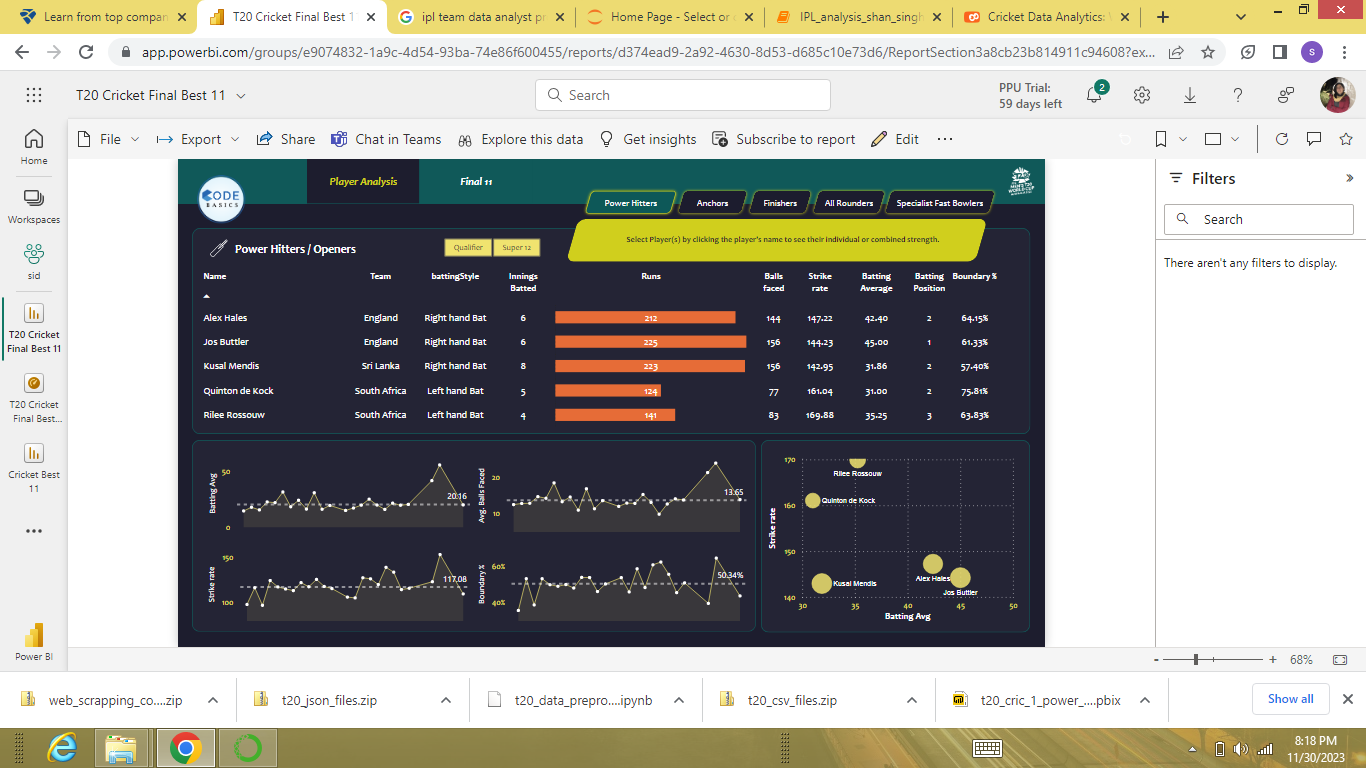 Learn from top compan
T20 Cricket Final Best 1
ipl team data analyst pr
Home Page - Select or
IPL_analysis_shan_singh
Cricket Data Analytics:
app.powerbi.com/groups/e9074832-1a9c-4d54-93ba-74e86f600455/reports/d374ead9-2a92-4630-8d53-d685c10e73d6/ReportSection3a8cb23b814911c94608?ex...
S
T20 Cricket Final Best 11
Search
PPU Trial:
59 days left
2
File
Export
Share
Chat in Teams
Explore this data
Get insights
Subscribe to report
Edit
Home
Workspaces
sid
T20 Cricket
Final Best 11
T20 Cricket
Final Best...
Cricket Best
11
Power BI
CODE
BASICS
Player Analysis
Final 11
Power Hitters
Anchors
Finishers
All Rounders
Specialist Fast Bowlers
Select Player(s) by clicking the player's name to see their individual or combined strength.
Power Hitters / Openers
Qualifier
Super 12
Name Team battingStyle Innings Batted Runs Balls faced Strike rate Batting Average Batting Position Boundary %
Alex Hales England Right hand Bat 6 212 144 147.22 42.40 2 64.15%
Jos Buttler England Right hand Bat 6 225 156 144.23 45.00 1 61.33%
Kusal Mendis Sri Lanka Right hand Bat 8 223 156 142.95 31.86 2 57.40%
Quinton de Kock South Africa Left hand Bat 5 124 77 161.04 31.00 2 75.81%
Rilee Rossouw South Africa Left hand Bat 4 141 83 169.88 35.25 3 63.83%
Batting Avg
50
0
20.16
Avg. Balls Faced
20
10
13.65
Strike rate
150
100
117.08
Boundary %
60%
40%
50.34%
Strike rate
170
160
150
140
Rilee Rossouw
Quinton de Kock
Kusal Mendis
Alex Hales
Jos Buttler
30 35 40 45 50
Batting Avg
Filters
Search
There aren't any filters to display.
- + 68%
web_scrapping_co....zip
t20_json_files.zip
t20_data_prepro....ipynb
t20_csv_files.zip
t20_cric_1_power_....pbix
Show all
8:18 PM
11/30/2023